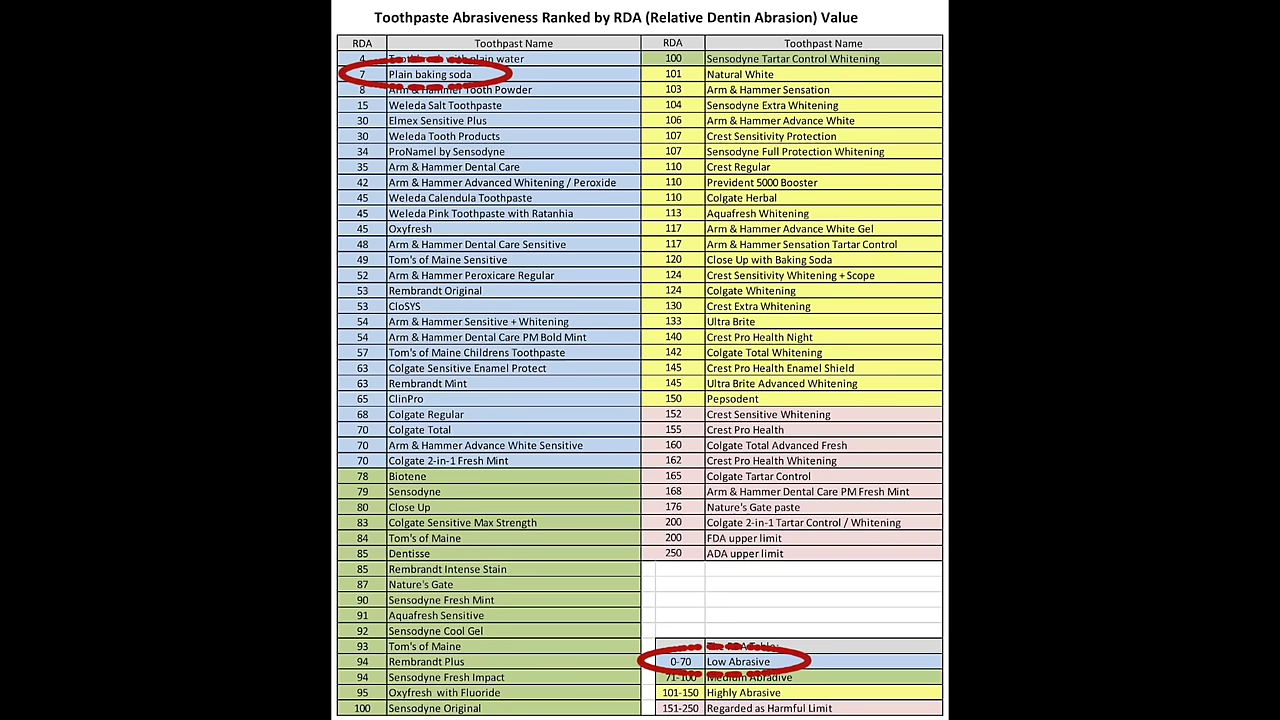 Toothpaste Abrasiveness Ranked by RDA (Relative Dentin Abrasion) Value
RDA Toothpast Name RDA Toothpast Name
4 with plain water 100 Sensodyne Tartar Control Whitening
7 Plain baking soda 101 Natural White
8 Arm & Hammer Tooth Powder 103 Arm & Hammer Sensation
15 Weleda Salt Toothpaste 104 Sensodyne Extra Whitening
30 Elmex Sensitive Plus 106 Arm & Hammer Advance White
30 Weleda Tooth Products 107 Crest Sensitivity Protection
34 ProNamel by Sensodyne 107 Sensodyne Full Protection Whitening
35 Arm & Hammer Dental Care 110 Crest Regular
42 Arm & Hammer Advanced Whitening / Peroxide 110 Prevident 5000 Booster
45 Weleda Calendula Toothpaste 110 Colgate Herbal
45 Weleda Pink Toothpaste with Ratanhia 113 Aquafresh Whitening
45 Oxyfresh 117 Arm & Hammer Advance White Gel
48 Arm & Hammer Dental Care Sensitive 117 Arm & Hammer Sensation Tartar Control
49 Tom's of Maine Sensitive 120 Close Up with Baking Soda
52 Arm & Hammer Peroxicare Regular 124 Crest Sensitivity Whitening + Scope
53 Rembrandt Original 124 Colgate Whitening
53 CloSYS 130 Crest Extra Whitening
54 Arm & Hammer Sensitive + Whitening 133 Ultra Brite
54 Arm & Hammer Dental Care PM Bold Mint 140 Crest Pro Health Night
57 Tom's of Maine Childrens Toothpaste 142 Colgate Total Whitening
63 Colgate Sensitive Enamel Protect 145 Crest Pro Health Enamel Shield
63 Rembrandt Mint 145 Ultra Brite Advanced Whitening
65 ClinPro 150 Pepsodent
68 Colgate Regular 152 Crest Sensitive Whitening
70 Colgate Total 155 Crest Pro Health
70 Arm & Hammer Advance White Sensitive 160 Colgate Total Advanced Fresh
70 Colgate 2-in-1 Fresh Mint 162 Crest Pro Health Whitening
78 Biotene 165 Colgate Tartar Control
79 Sensodyne 168 Arm & Hammer Dental Care PM Fresh Mint
80 Close Up 176 Nature's Gate paste
83 Colgate Sensitive Max Strength 200 Colgate 2-in-1 Tartar Control / Whitening
84 Tom's of Maine 200 FDA upper limit
85 Dentisse 250 ADA upper limit
85 Rembrandt Intense Stain
87 Nature's Gate
90 Sensodyne Fresh Mint
91 Aquafresh Sensitive
92 Sensodyne Cool Gel
93 Tom's of Maine
94 Rembrandt Plus 0-70 Low Abrasive
94 Sensodyne Fresh Impact 71-100 Medium Abradive
95 Oxyfresh with Fluoride 101-150 Highly Abrasive
100 Sensodyne Original 151-250 Regarded as Harmful Limit